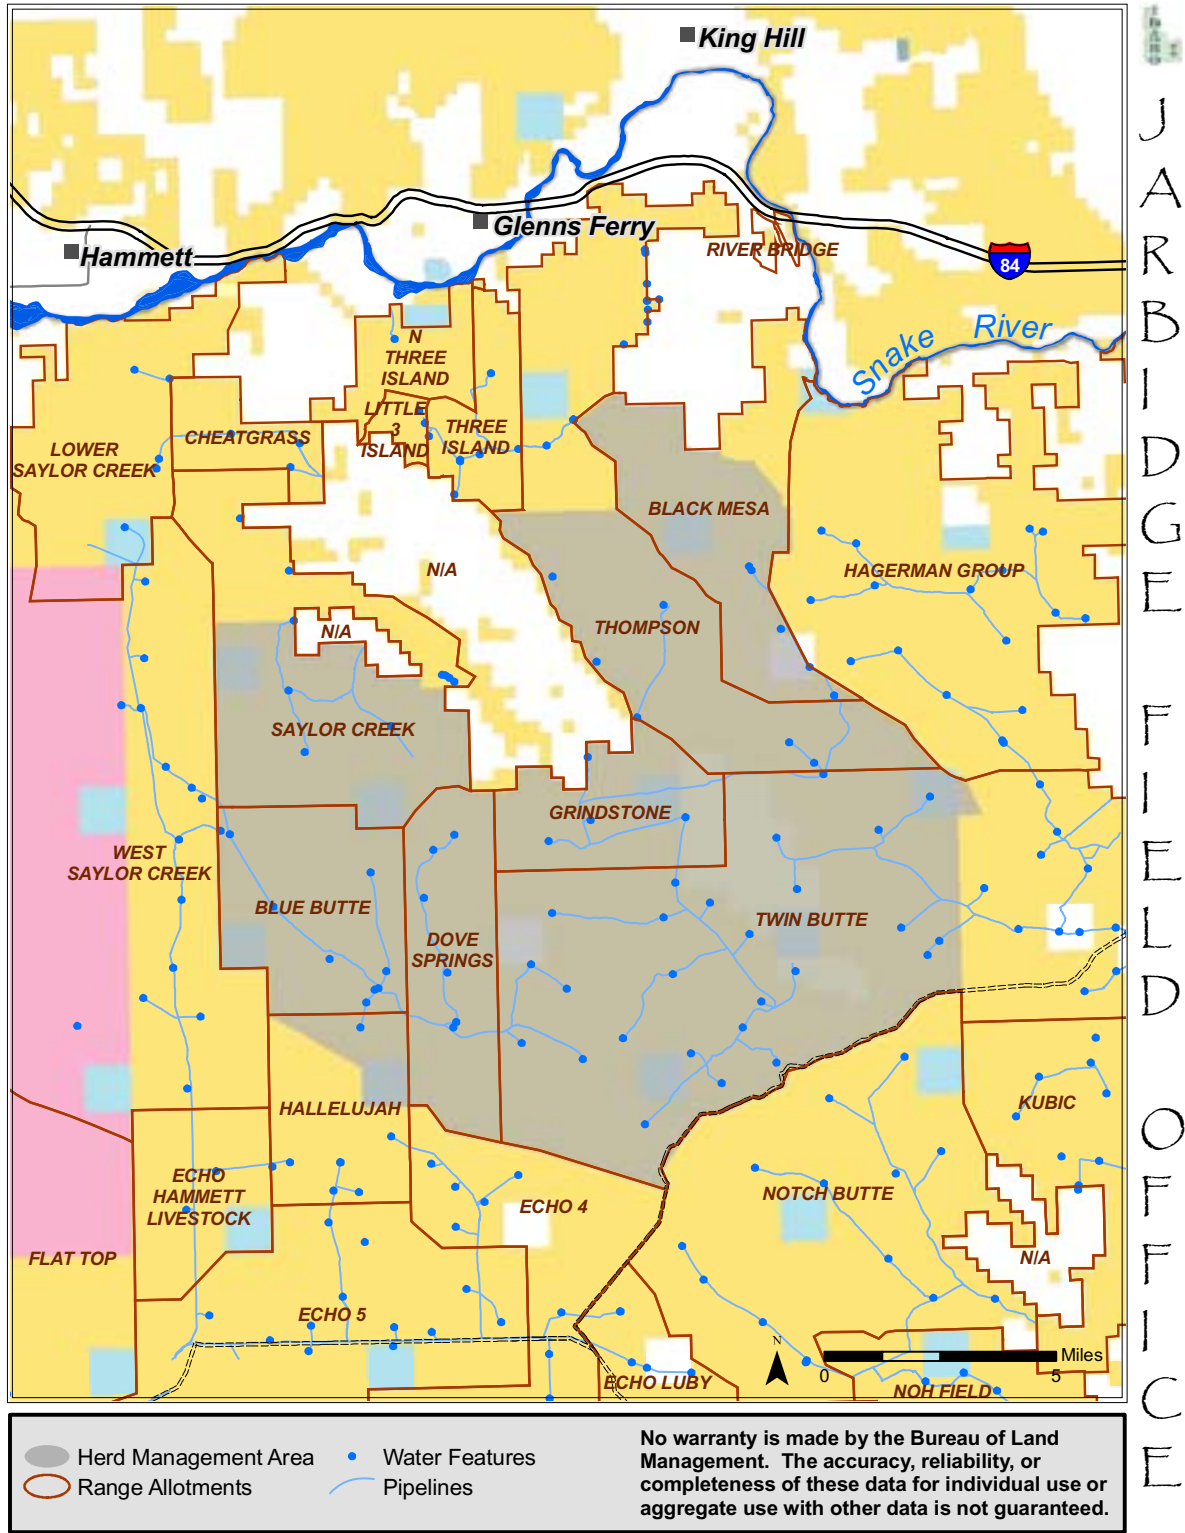 King Hill
Glenns Ferry
Hammett
RIVER BRIDGE
84
Snake River
N
THREE
ISLAND
LITTLE
3
ISLAND
THREE
ISLAND
CHEATGRASS
LOWER
SAYLOR CREEK
BLACK MESA
HAGERMAN GROUP
N/A
THOMPSON
N/A
SAYLOR CREEK
GRINDSTONE
WEST
SAYLOR CREEK
BLUE BUTTE
DOVE
SPRINGS
TWIN BUTTE
HALLELUJAH
KUBIC
ECHO
HAMMETT
LIVESTOCK
ECHO 4
NOTCH BUTTE
FLAT TOP
N/A
ECHO 5
ECHO LUBY
NOH FIELD
N
0
5
Miles
JARBIDGE FIELD OFFICE
Herd Management Area
Range Allotments
Water Features
Pipelines
No warranty is made by the Bureau of Land
Management. The accuracy, reliability, or
completeness of these data for individual use or
aggregate use with other data is not guaranteed.